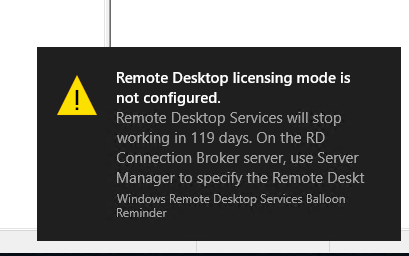 Remote Desktop licensing mode is
not configured.
Remote Desktop Services will stop
working in 119 days. On the RD
Connection Broker server, use Server
Manager to specify the Remote Deskt
Windows Remote Desktop Services Balloon
Reminder